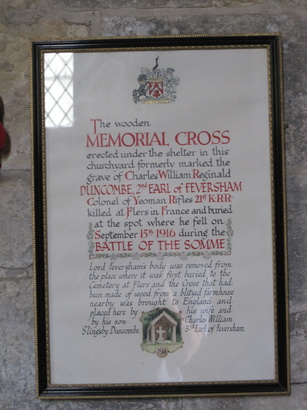 The wooden
MEMORIAL CROSS
erected under the shelter in this
churchyard formerly marked the
grave of Charles William Reginald
DUNCOMBE, 2nd EARL of FEVERSHAM
Colonel of Yeoman Rifles 21st K.R.R.
killed at Flers in France and buried
at the spot where he fell on
September 15th 1916 during the
BATTLE OF THE SOMME
Lord Feversham's body was removed from
the place where it was first buried to the
Cemetery at Flers and the Cross that had
been made of wood from a blitzed farmhouse
nearby was brought to England and
placed here by his wife and
by his son Charles William
Slingsby Duncombe 3rd Earl of Feversham.